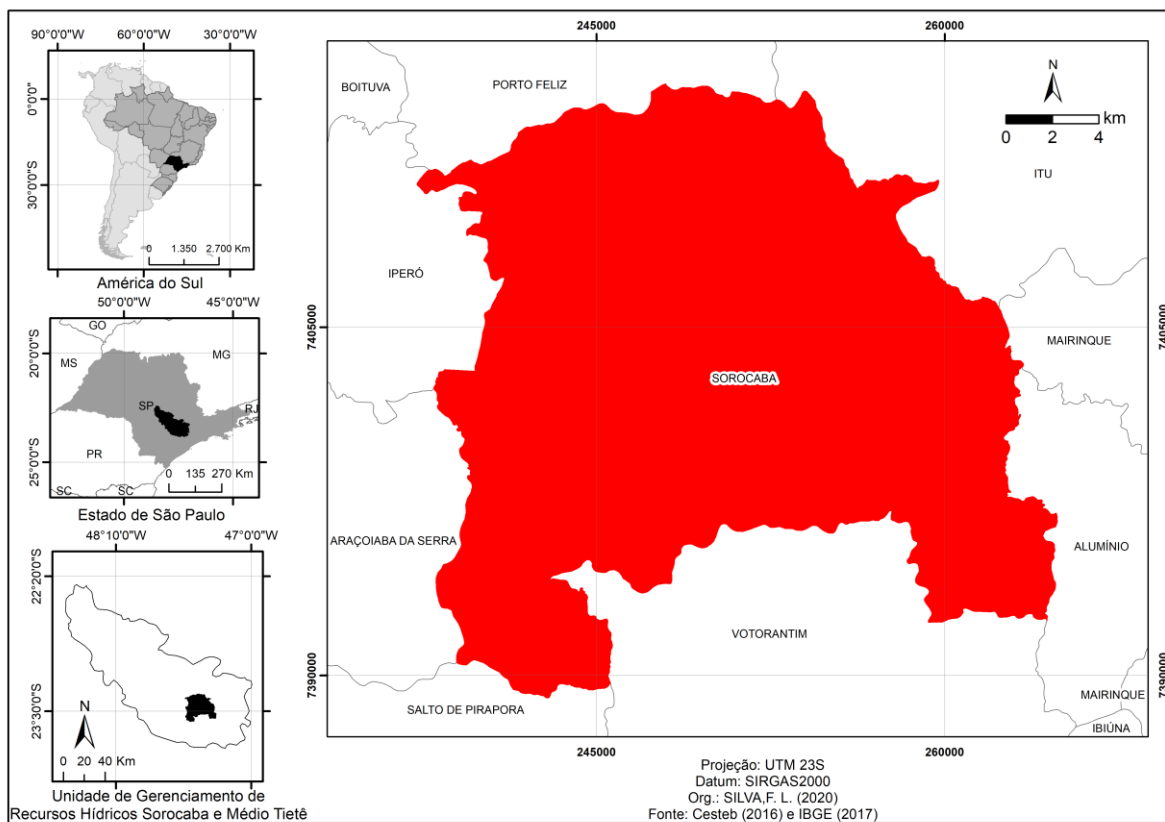 90°0'0"W
60°0'0"W
30°0'0"W
0°0'0"
30°0'0"S
0 1.350 2.700 Km
América do Sul
50°0'0"W
45°0'0"W
20°0'0"S
25°0'0"S
GO
MS
MG
SP
RJ
PR
SC
SC
0 135 270 Km
Estado de São Paulo
48°10'0"W
47°0'0"W
22°20'0"S
23°30'0"S
N
0 20 40 Km
Unidade de Gerenciamento de
Recursos Hídricos Sorocaba e Médio Tietê
245000
260000
BOITUVA
PORTO FELIZ
N
0 2 4 km
ITU
IPERÓ
7405000
7405000
MAIRINQUE
SOROCABA
ARAÇOIABA DA SERRA
ALUMÍNIO
VOTORANTIM
7390000
7390000
SALTO DE PIRAPORA
MAIRINQUE
IBIÚNA
245000
260000
Projeção: UTM 23S
Datum: SIRGAS2000
Org.: SILVA,F. L. (2020)
Fonte: Cesteb (2016) e IBGE (2017)